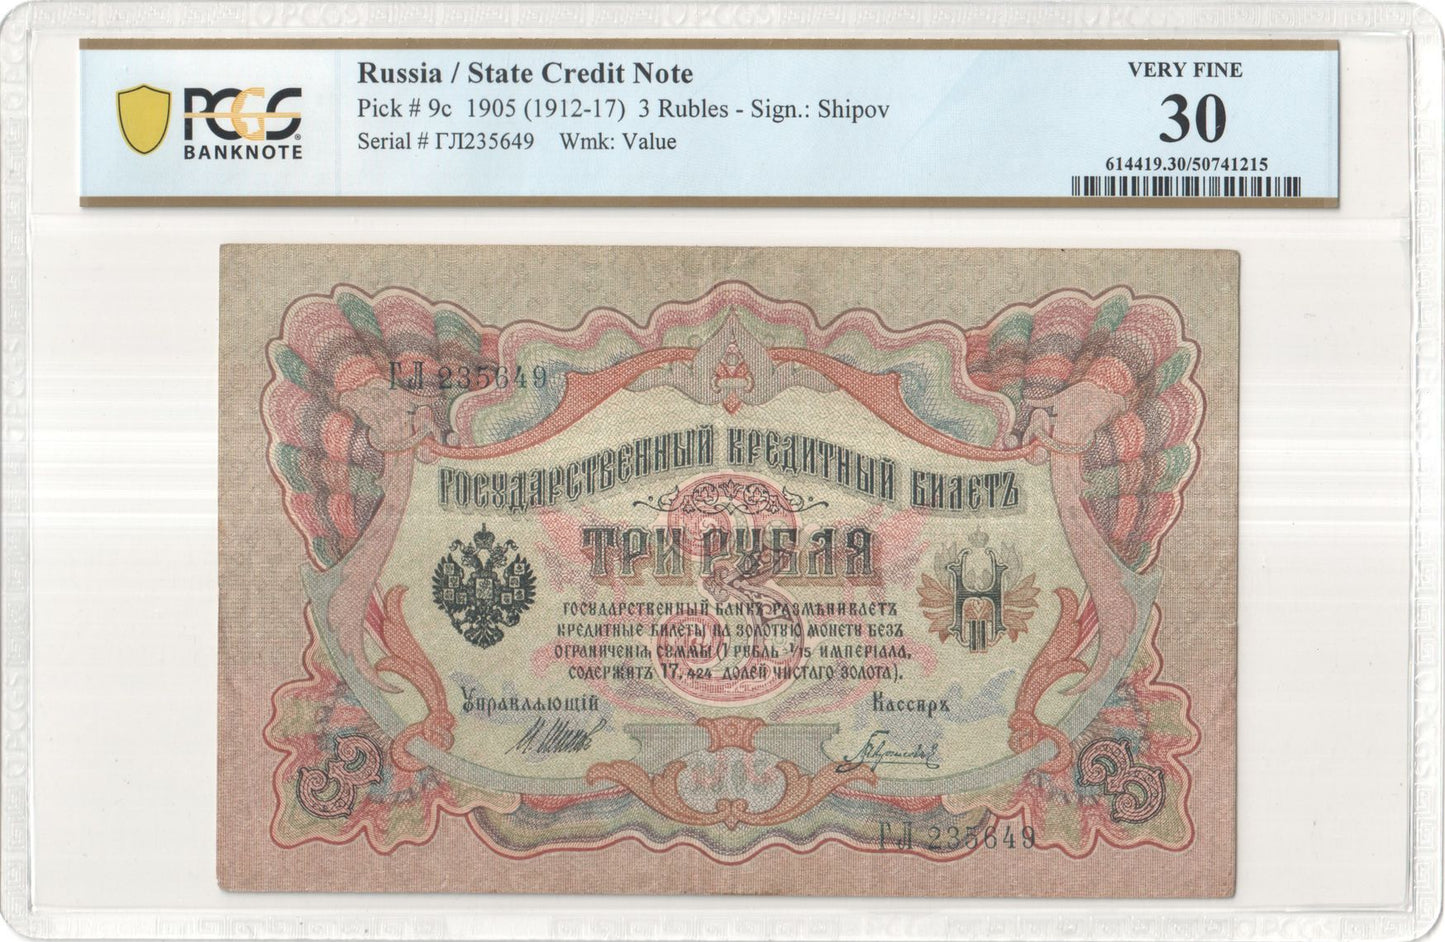 PCGS
BANKNOTE
Russia / State Credit Note
Pick # 9c 1905 (1912-17) 3 Rubles - Sign.: Shipov
Serial # ГЛ235649 Wmk: Value
VERY FINE
30
614419.30/50741215
ГЛ 235649
ГОСУДАРСТВЕННЫЙ КРЕДИТНЫЙ БИЛЕТЪ
3
ТРИ РУБЛЯ
Н
II
ГОСУДАРСТВЕННЫЙ БАНКЪ РАЗМѢНИВАЕТЪ
КРЕДИТНЫЕ БИЛЕТЫ НА ЗОЛОТУЮ МОНЕТУ БЕЗЪ
ОГРАНИЧЕНІЯ СУММЫ (1 РУБЛЬ = 1/15 ИМПЕРІАЛА,
СОДЕРЖИТЪ 17,424 ДОЛЕЙ ЧИСТАГО ЗОЛОТА).
Управляющій
Кассиръ
1905
3
3
ГЛ 235649